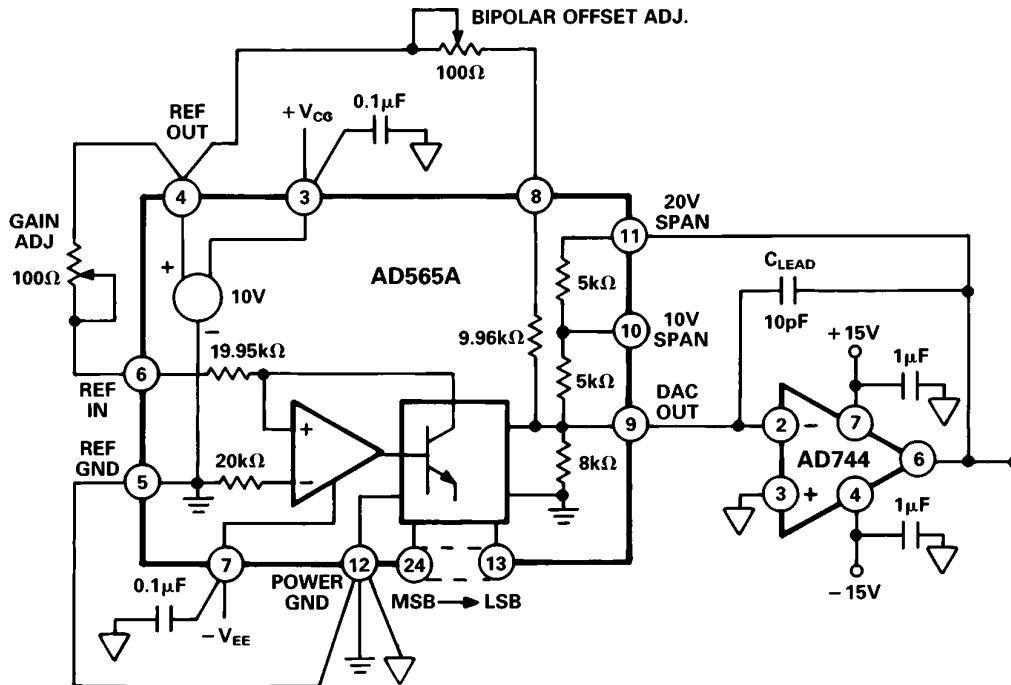 BIPOLAR OFFSET ADJ.
100Ω
0.1µF
+VCG
REF
OUT
4
3
8
20V
SPAN
11
GAIN
ADJ
100Ω
+
10V
−
AD565A
5kΩ
CLEAD
10pF
10
10V
SPAN
9.96kΩ
5kΩ
+15V
1µF
19.95kΩ
6
REF
IN
DAC
OUT
9
2
−
7
+
8kΩ
AD744
6
REF
GND
5
20kΩ
−
3
+
4
1µF
7
12
24
13
0.1µF
POWER
GND
MSB
LSB
−15V
−VEE